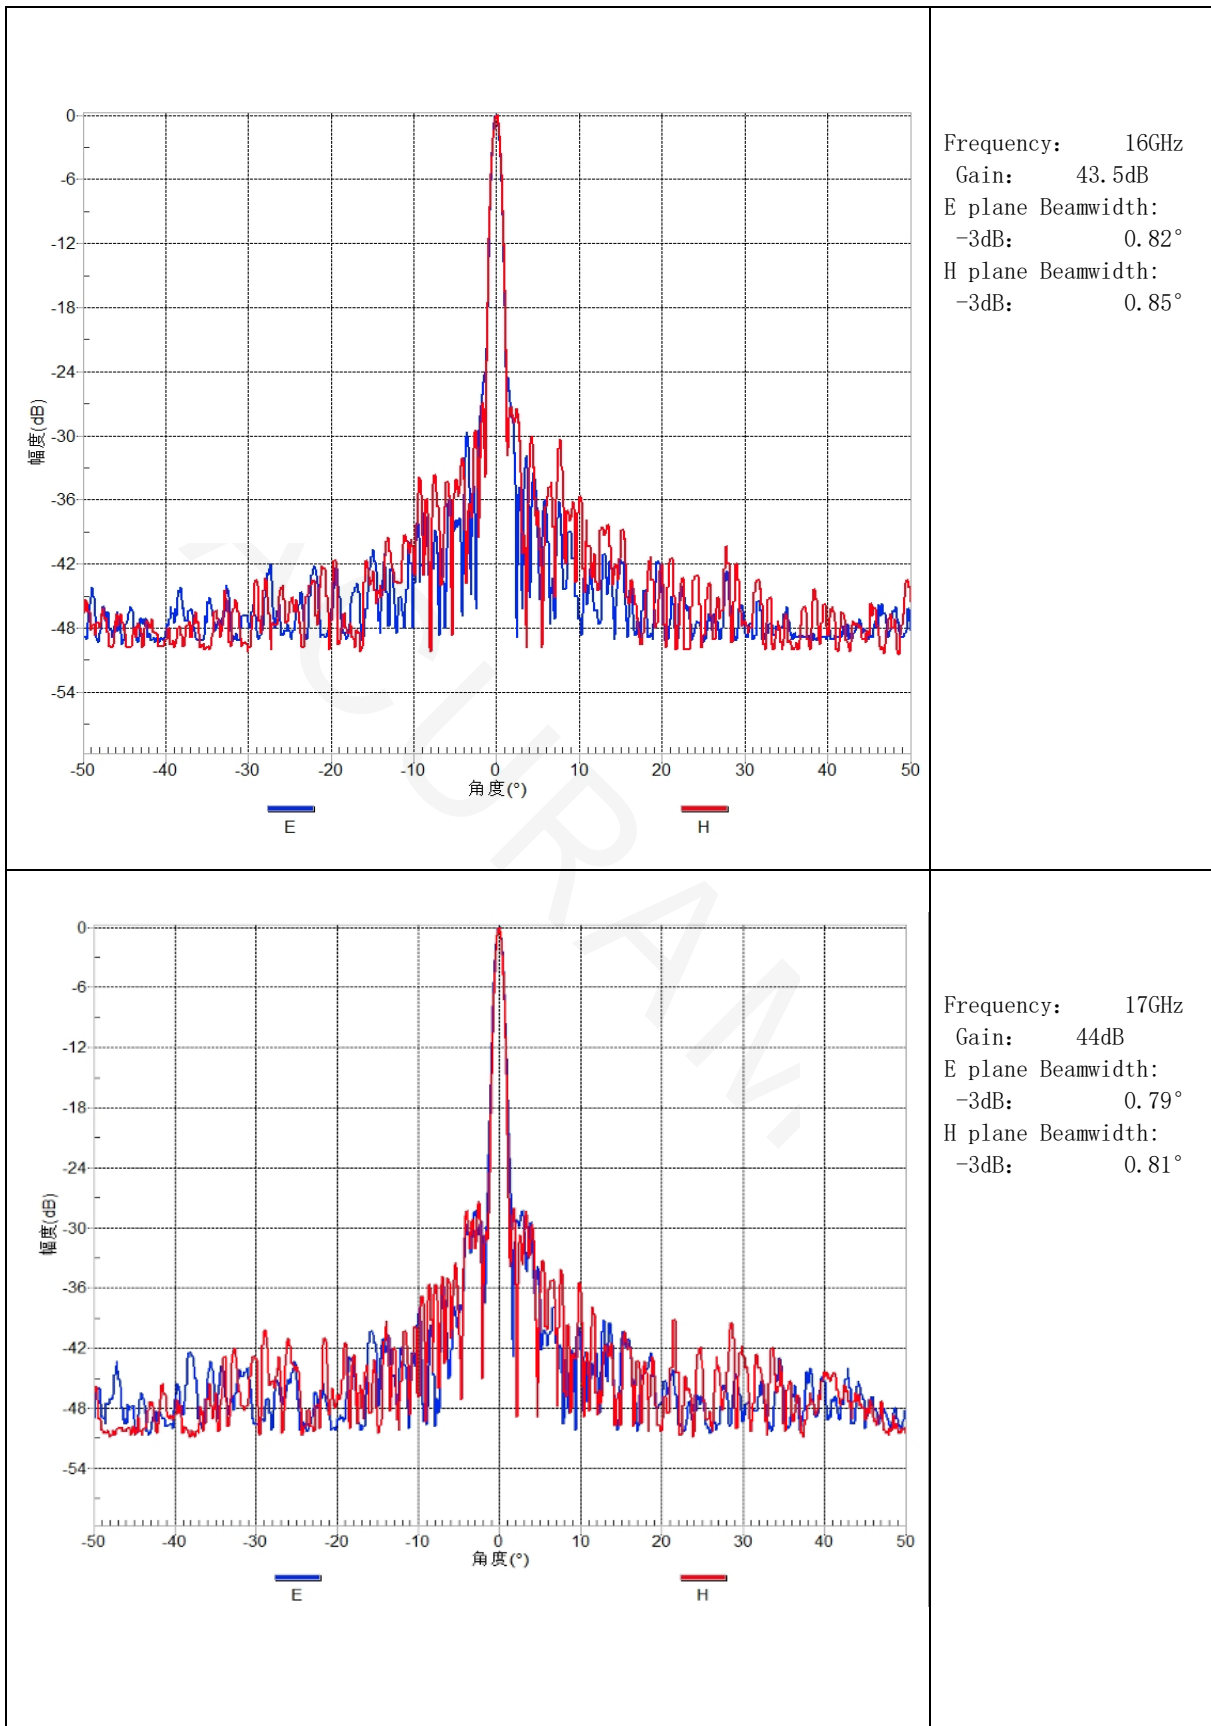 0
-6
-12
-18
-24
-30
-36
-42
-48
-54
幅度(dB)
-50 -40 -30 -20 -10 0 10 20 30 40 50
角度(°)
E H
Frequency： 16GHz
Gain： 43.5dB
E plane Beamwidth:
-3dB： 0.82°
H plane Beamwidth:
-3dB： 0.85°
0
-6
-12
-18
-24
-30
-36
-42
-48
-54
幅度(dB)
-50 -40 -30 -20 -10 0 10 20 30 40 50
角度(°)
E H
Frequency： 17GHz
Gain： 44dB
E plane Beamwidth:
-3dB： 0.79°
H plane Beamwidth:
-3dB： 0.81°